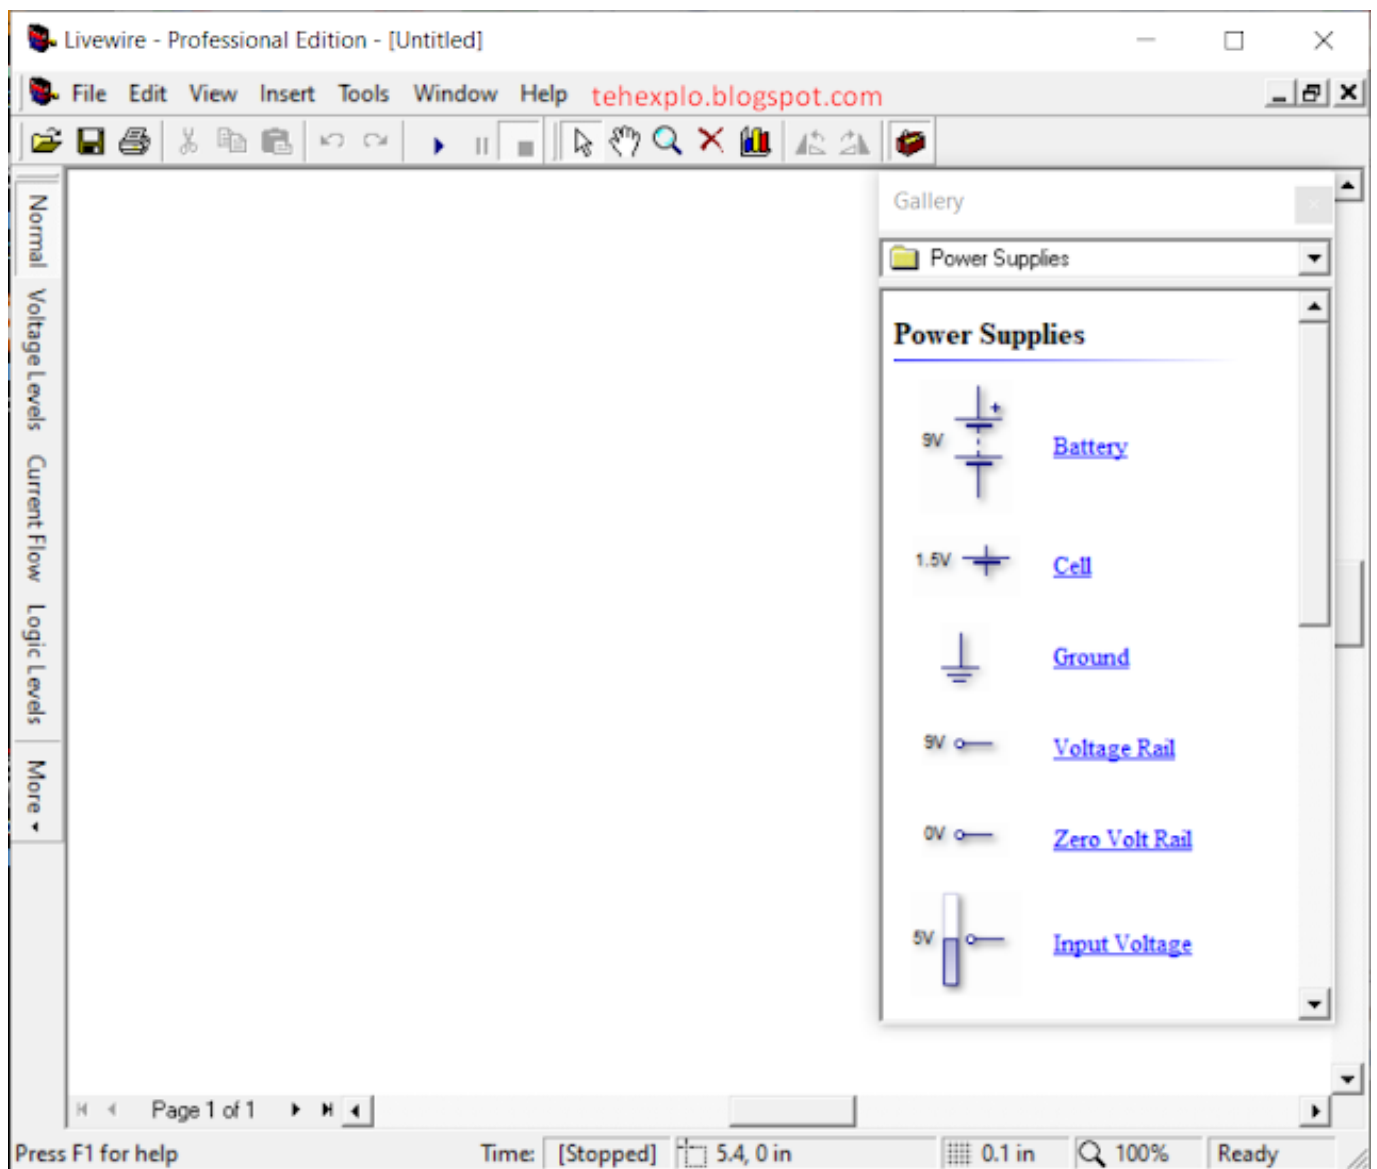 Livewire - Professional Edition - [Untitled]
File Edit View Insert Tools Window Help tehexplo.blogspot.com
Normal
Voltage Levels
Current Flow
Logic Levels
More
Gallery
Power Supplies
Power Supplies
9V Battery
1.5V Cell
Ground
9V Voltage Rail
0V Zero Volt Rail
5V Input Voltage
Page 1 of 1
Press F1 for help Time: [Stopped] 5.4, 0 in 0.1 in 100% Ready